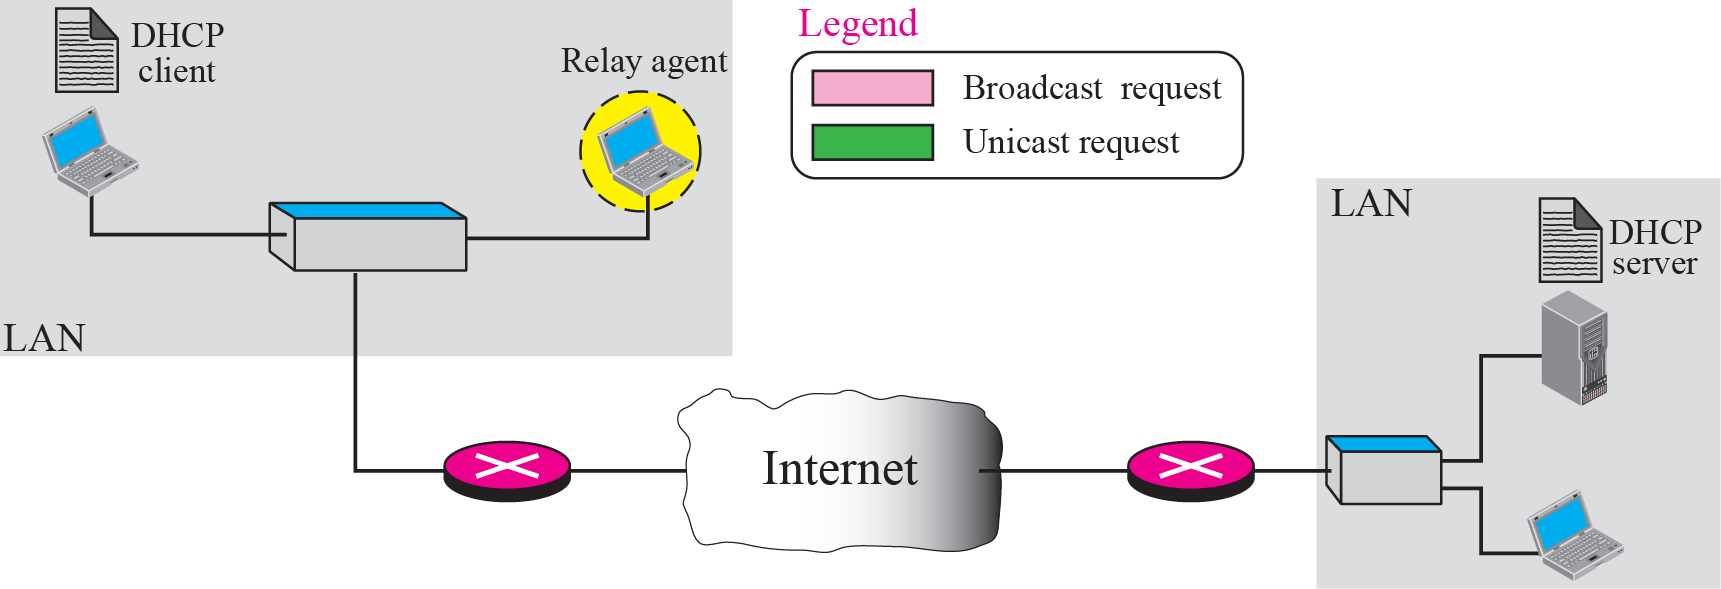 DHCP
client
Relay agent
LAN
Legend
Broadcast request
Unicast request
Internet
LAN
DHCP
server